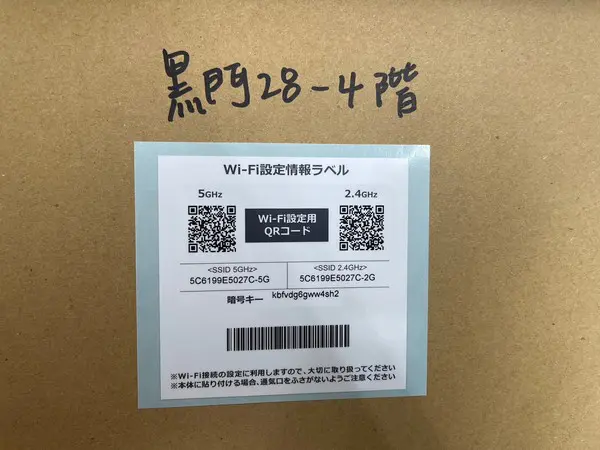 黒門28-4階
Wi-Fi設定情報ラベル
5GHz
2.4GHz
Wi-Fi設定用
QRコード
<SSID 5GHz>
<SSID 2.4GHz>
5C6199E5027C-5G
5C6199E5027C-2G
暗号キー kbfvdg6gww4sh2
※Wi-Fi接続の設定に利用しますので、大切に取り扱ってください
※本体に貼り付ける場合、通気口をふさがないようご注意ください